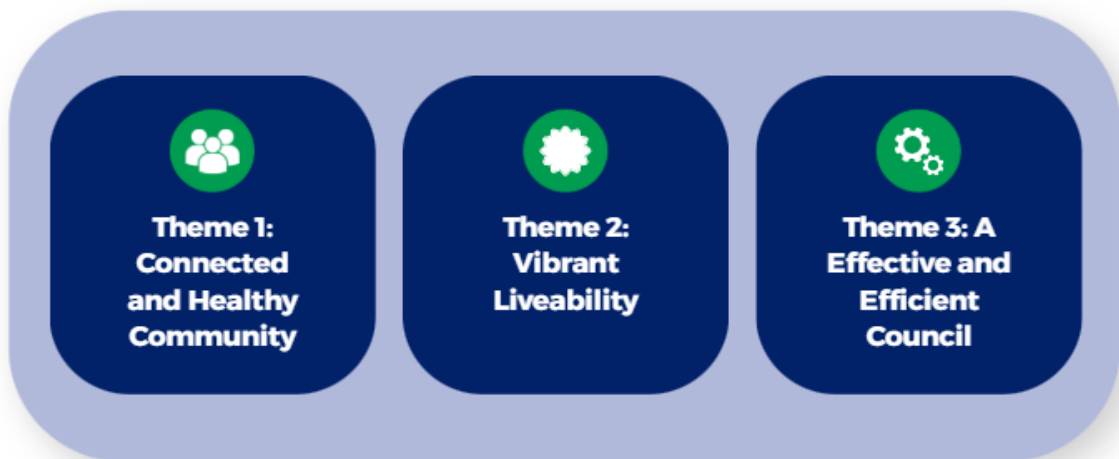 Theme 1:
Connected
and Healthy
Community
Theme 2:
Vibrant
Liveability
Theme 3: A
Effective and
Efficient
Council